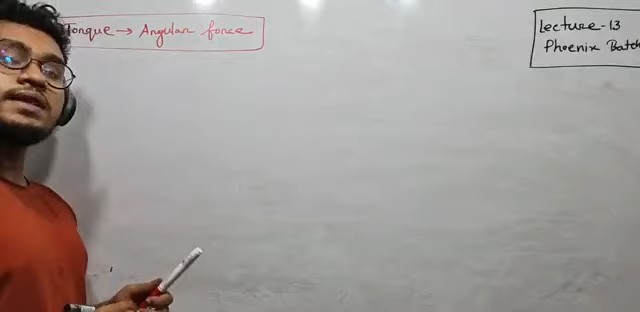 Torque → Angular force
Lecture-13
Phoenix Batch